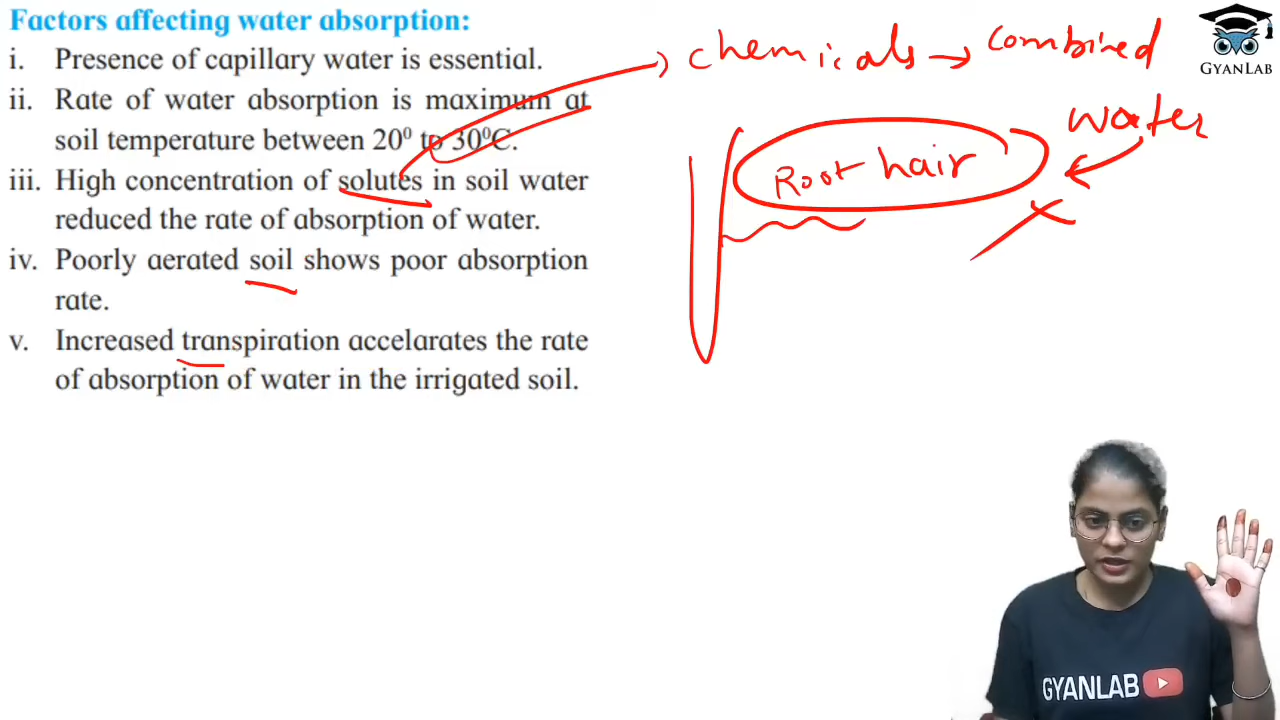 Factors affecting water absorption:
i. Presence of capillary water is essential.
ii. Rate of water absorption is maximum at
soil temperature between 20⁰ to 30⁰C.
iii. High concentration of solutes in soil water
reduced the rate of absorption of water.
iv. Poorly aerated soil shows poor absorption
rate.
v. Increased transpiration accelarates the rate
of absorption of water in the irrigated soil.
chemicals → combined
water
Root hair
GYANLAB
GYANLAB